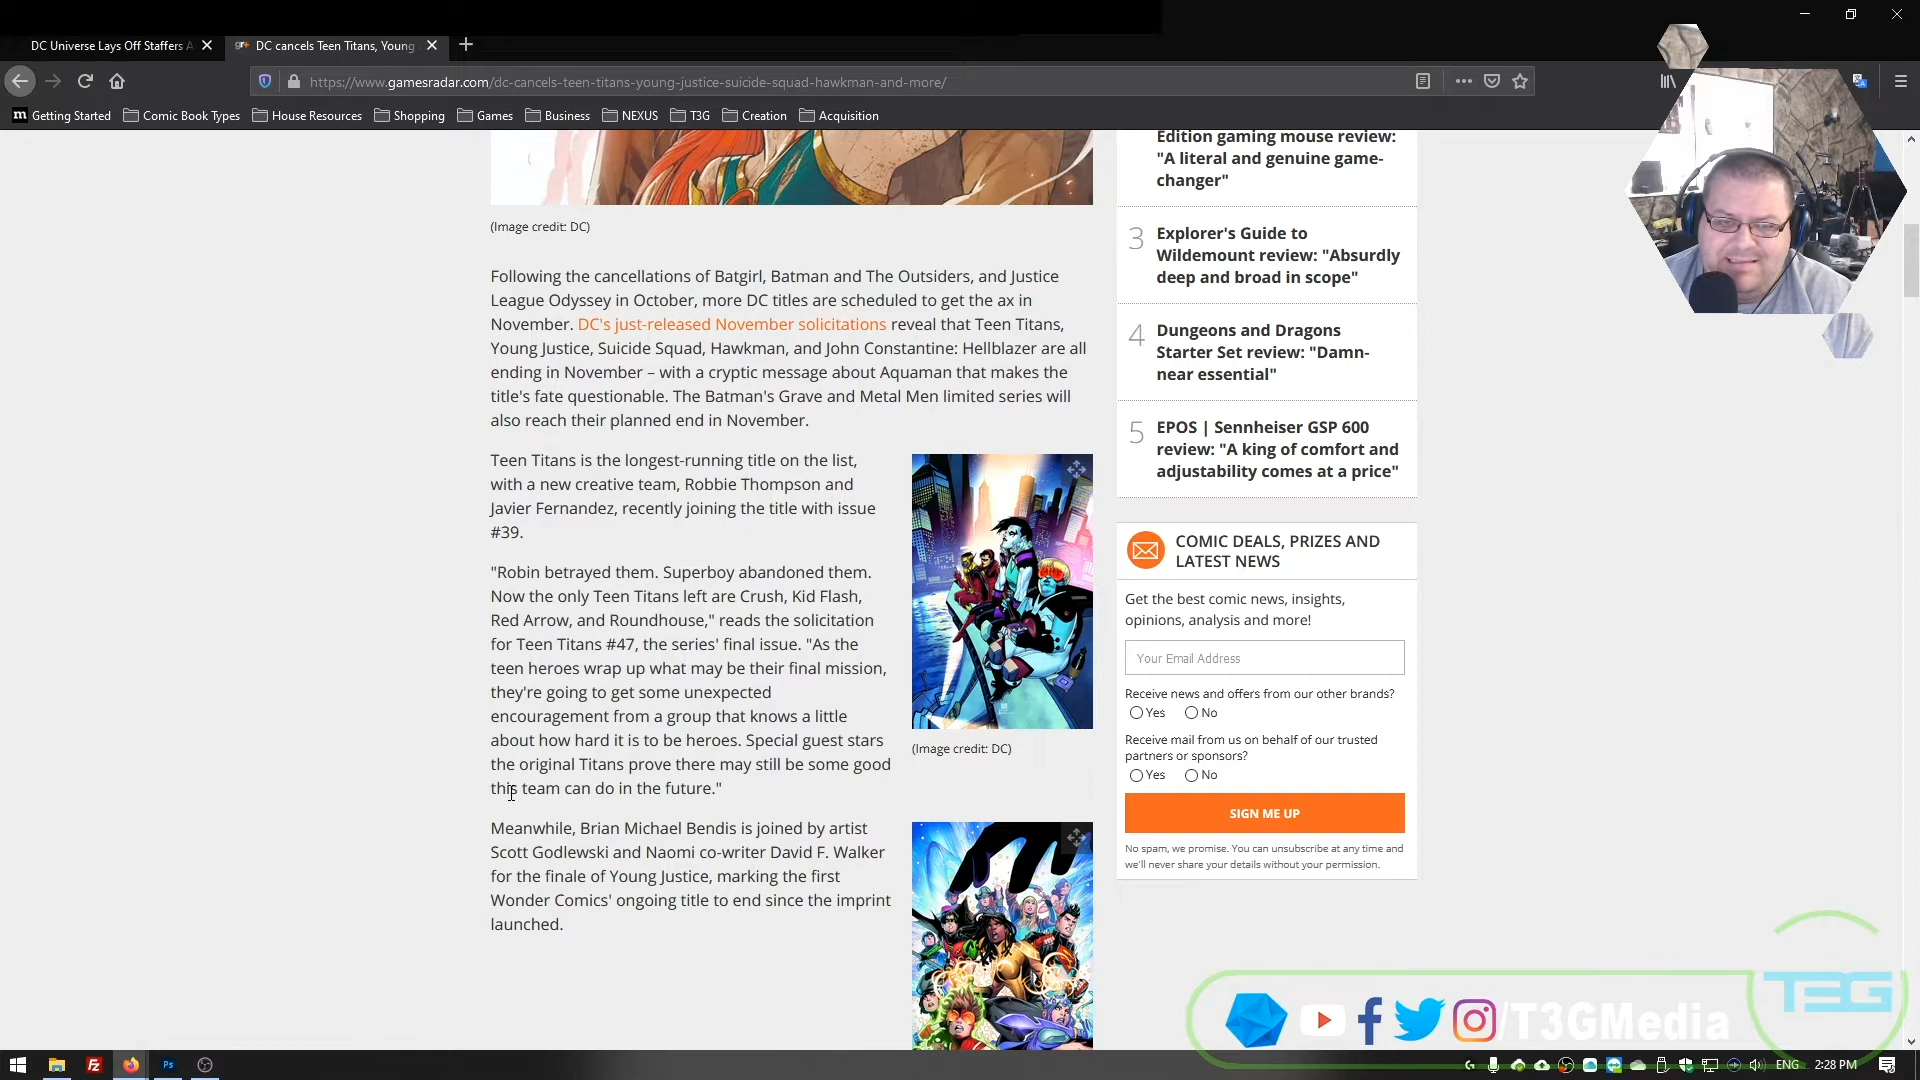 DC Universe Lays Off Staffers A
gr+ DC cancels Teen Titans, Young
https://www.gamesradar.com/dc-cancels-teen-titans-young-justice-suicide-squad-hawkman-and-more/
m Getting Started Comic Book Types House Resources Shopping Games Business NEXUS T3G Creation Acquisition
(Image credit: DC)
Following the cancellations of Batgirl, Batman and The Outsiders, and Justice
League Odyssey in October, more DC titles are scheduled to get the ax in
November. DC's just-released November solicitations reveal that Teen Titans,
Young Justice, Suicide Squad, Hawkman, and John Constantine: Hellblazer are all
ending in November – with a cryptic message about Aquaman that makes the
title's fate questionable. The Batman's Grave and Metal Men limited series will
also reach their planned end in November.
Teen Titans is the longest-running title on the list,
with a new creative team, Robbie Thompson and
Javier Fernandez, recently joining the title with issue
#39.
"Robin betrayed them. Superboy abandoned them.
Now the only Teen Titans left are Crush, Kid Flash,
Red Arrow, and Roundhouse," reads the solicitation
for Teen Titans #47, the series' final issue. "As the
teen heroes wrap up what may be their final mission,
they're going to get some unexpected
encouragement from a group that knows a little
about how hard it is to be heroes. Special guest stars
the original Titans prove there may still be some good
this team can do in the future."
(Image credit: DC)
Meanwhile, Brian Michael Bendis is joined by artist
Scott Godlewski and Naomi co-writer David F. Walker
for the finale of Young Justice, marking the first
Wonder Comics' ongoing title to end since the imprint
launched.
Edition gaming mouse review:
"A literal and genuine game-
changer"
3 Explorer's Guide to
Wildemount review: "Absurdly
deep and broad in scope"
4 Dungeons and Dragons
Starter Set review: "Damn-
near essential"
5 EPOS | Sennheiser GSP 600
review: "A king of comfort and
adjustability comes at a price"
COMIC DEALS, PRIZES AND
LATEST NEWS
Get the best comic news, insights,
opinions, analysis and more!
Your Email Address
Receive news and offers from our other brands?
Yes No
Receive mail from us on behalf of our trusted
partners or sponsors?
Yes No
SIGN ME UP
No spam, we promise. You can unsubscribe at any time and
we'll never share your details without your permission.
T3G
/T3GMedia
Fz Ps ENG 2:28 PM